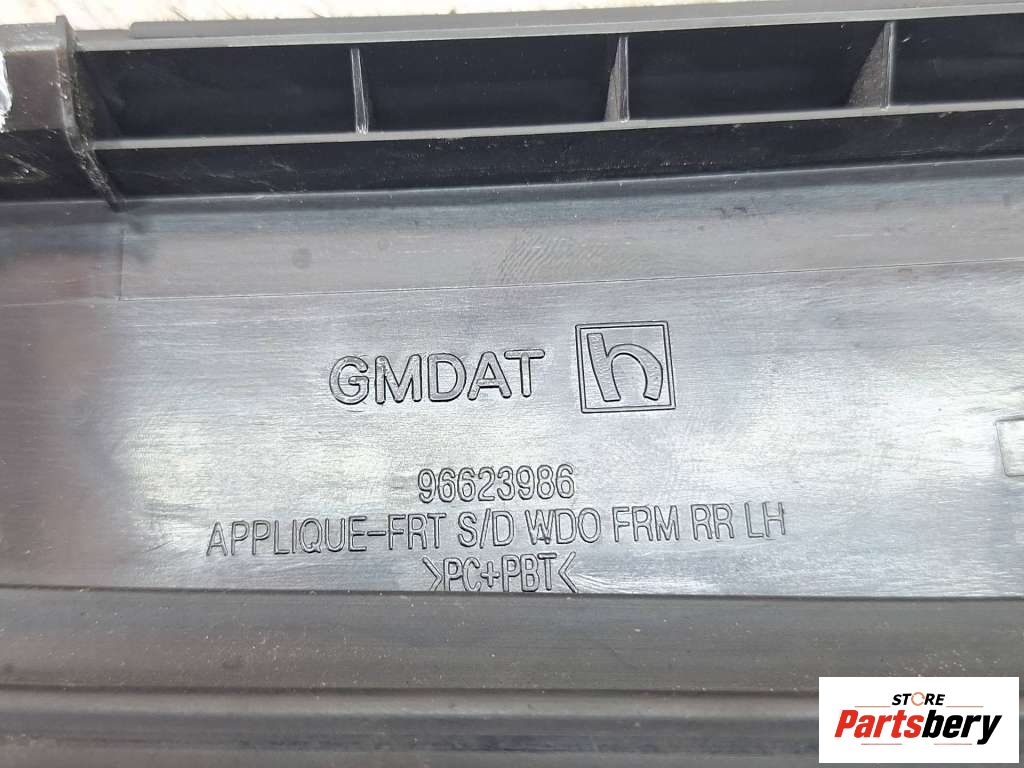 GMDAT h
96623986
APPLIQUE-FRT S/D WDO FRM RR LH
>PC+PBT<
STORE
Partsbery